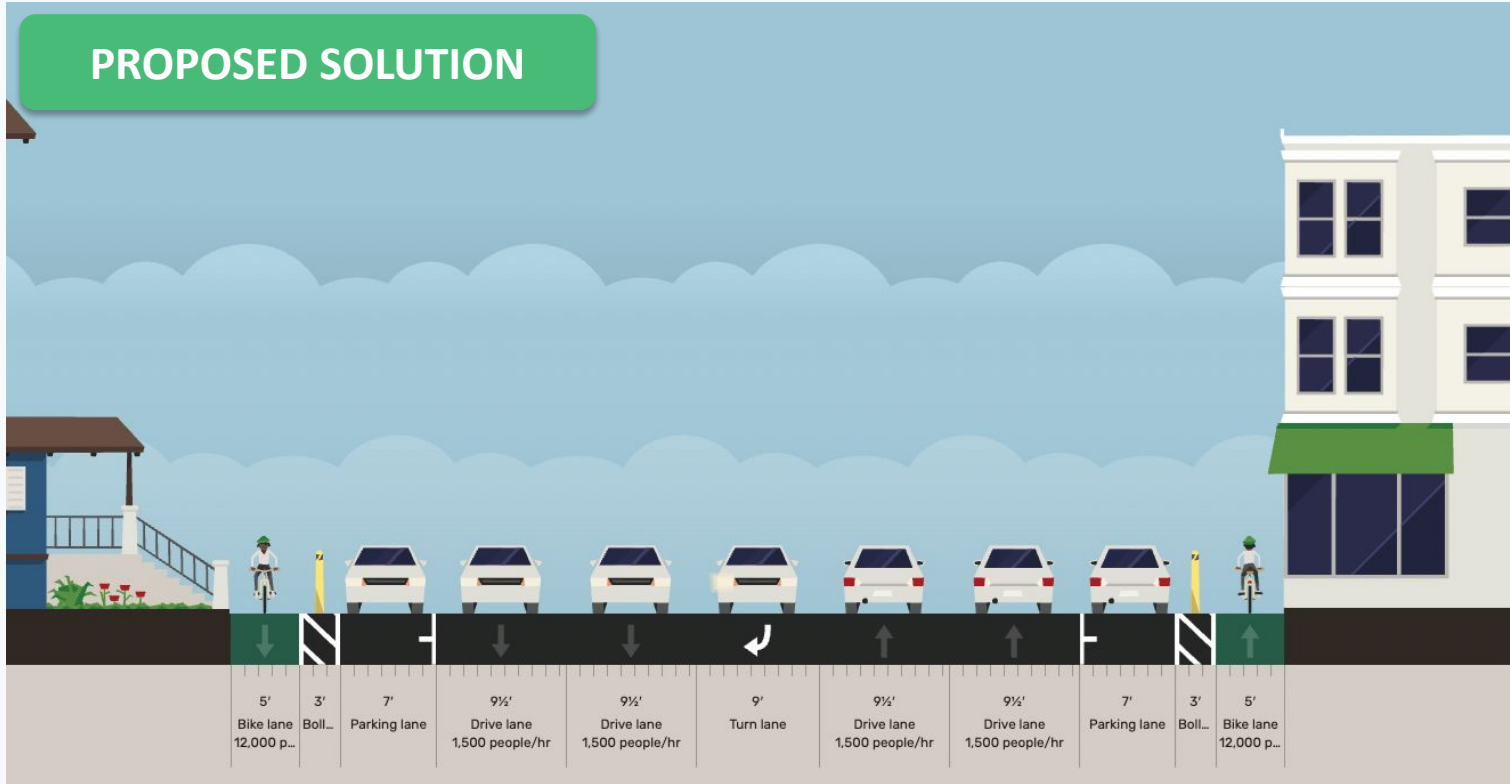 PROPOSED SOLUTION
5' 3' 7' 9½' 9½' 9' 9½' 9½' 7' 3' 5'
Bike lane Boll... Parking lane Drive lane Drive lane Turn lane Drive lane Drive lane Parking lane Boll... Bike lane
12,000 p... 1,500 people/hr 1,500 people/hr 1,500 people/hr 1,500 people/hr 12,000 p...